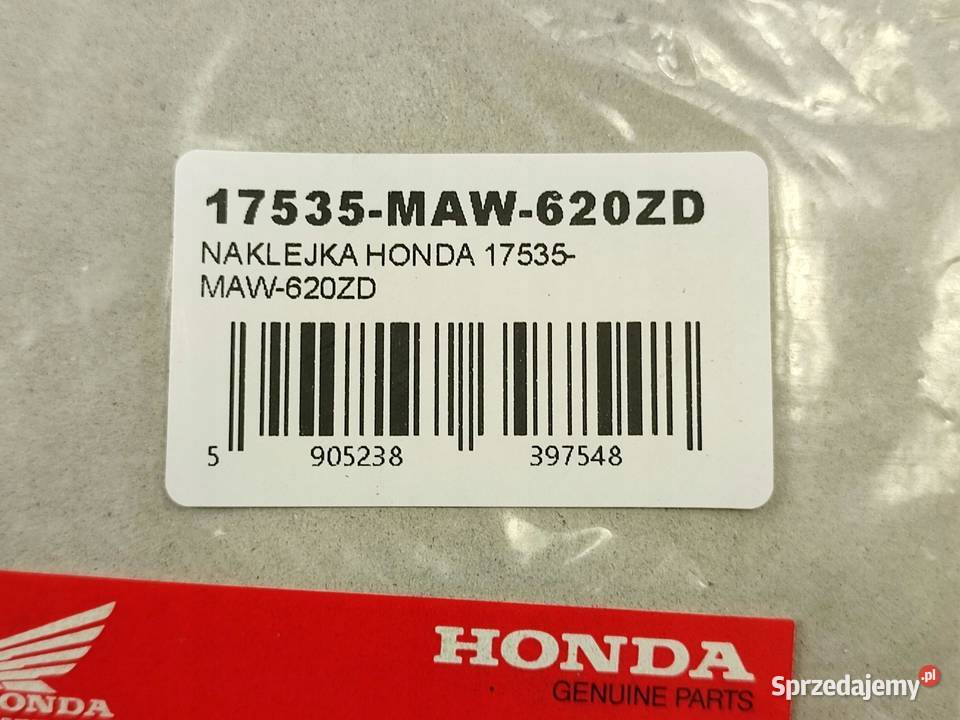 17535-MAW-620ZD
NAKLEJKA HONDA 17535-
MAW-620ZD
5 905238 397548
HONDA
GENUINE PARTS
HONDA
Sprzedajemy.pl